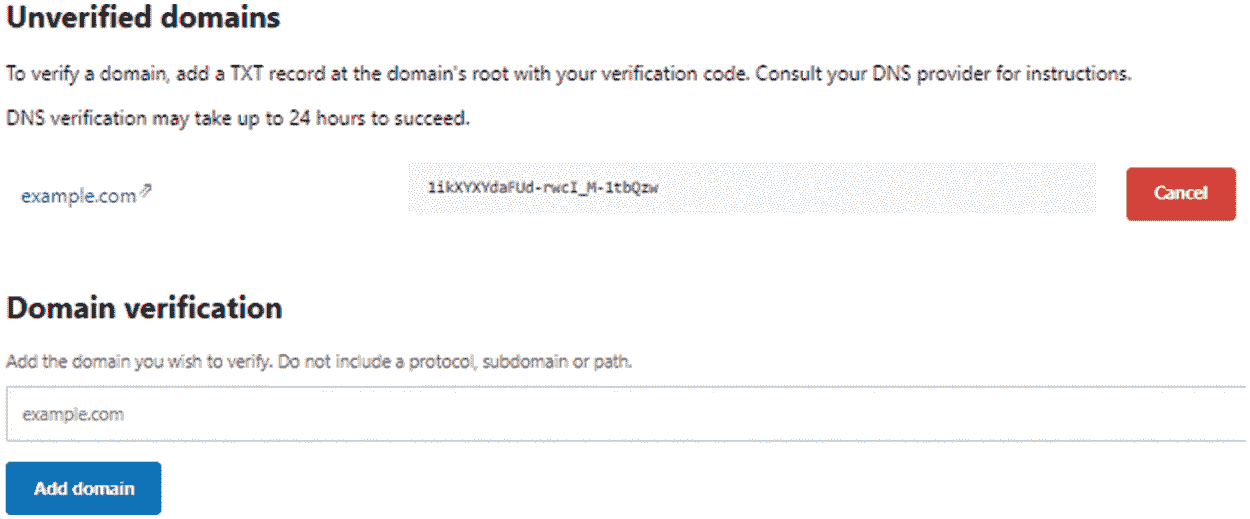 Unverified domains
To verify a domain, add a TXT record at the domain's root with your verification code. Consult your DNS provider for instructions.
DNS verification may take up to 24 hours to succeed.
example.com
1ikXYXYdaFUd-rwcI_M-1tbQzw
Cancel
Domain verification
Add the domain you wish to verify. Do not include a protocol, subdomain or path.
example.com
Add domain